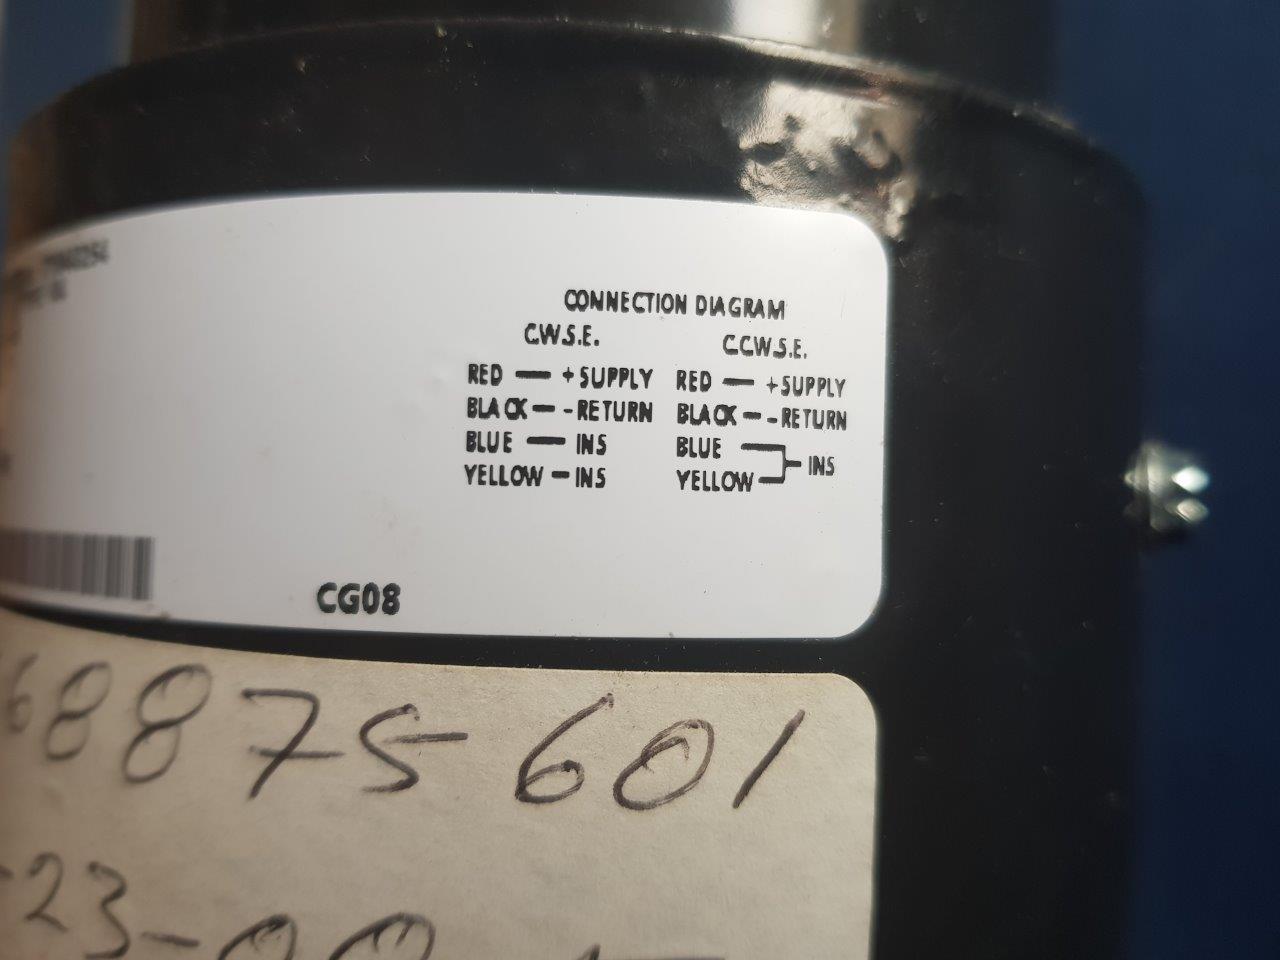 CONNECTION DIAGRAM
C.W.S.E. C.C.W.S.E.
RED — +SUPPLY RED — +SUPPLY
BLACK — -RETURN BLACK — -RETURN
BLUE — INS BLUE
YELLOW — INS YELLOW INS
CG08
68875-601
-23-00